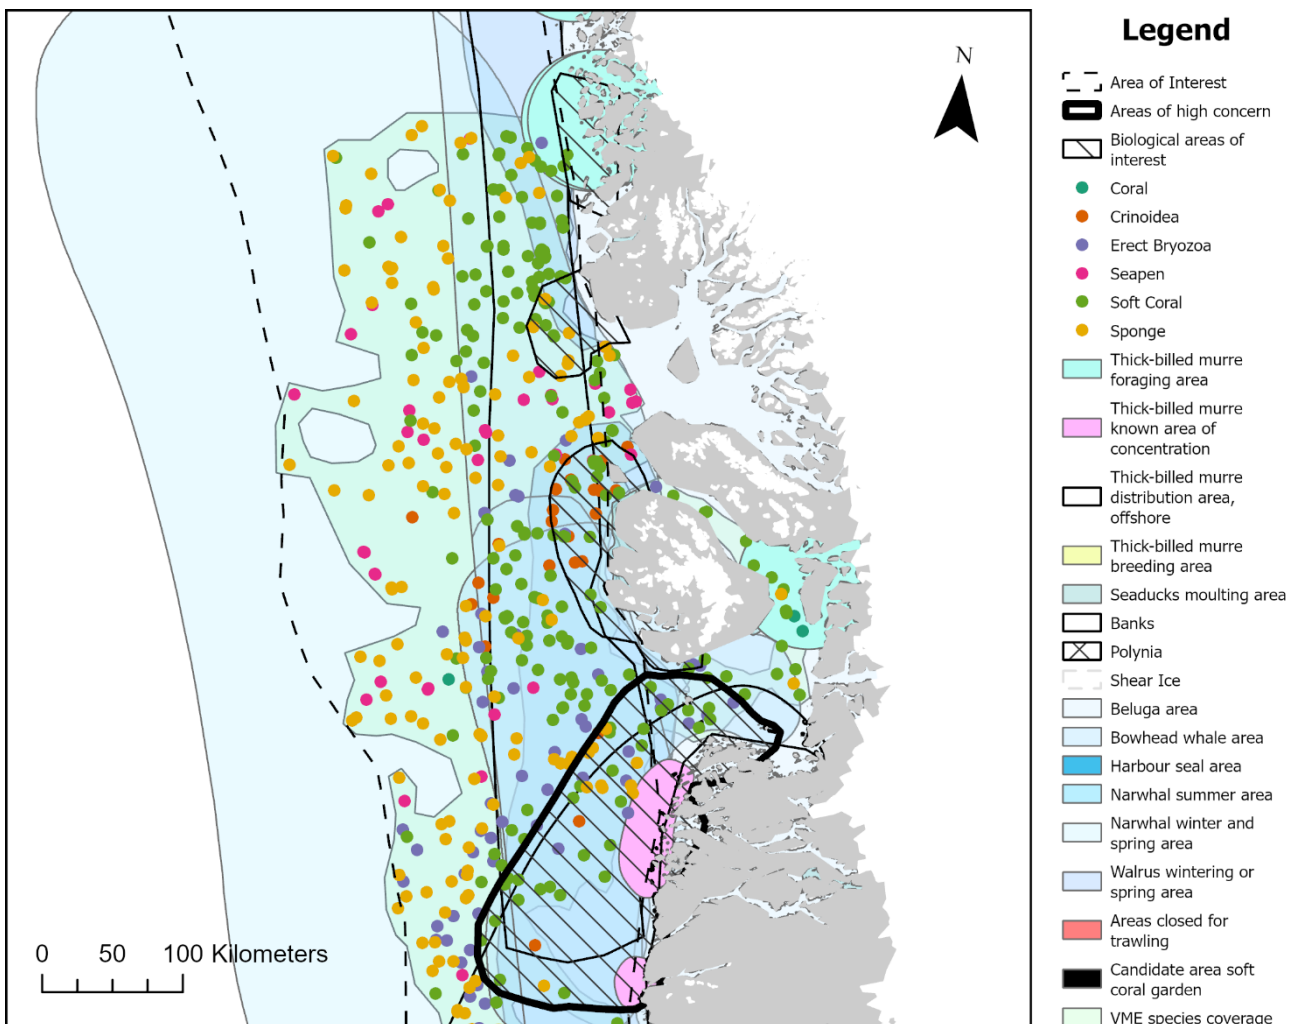 Legend
N
Area of Interest
Areas of high concern
Biological areas of
interest
Coral
Crinoidea
Erect Bryozoa
Seapen
Soft Coral
Sponge
Thick-billed murre
foraging area
Thick-billed murre
known area of
concentration
Thick-billed murre
distribution area,
offshore
Thick-billed murre
breeding area
Seaducks moulting area
Banks
Polynia
Shear Ice
Beluga area
Bowhead whale area
Harbour seal area
Narwhal summer area
Narwhal winter and
spring area
Walrus wintering or
spring area
Areas closed for
trawling
Candidate area soft
coral garden
VME species coverage
0 50 100 Kilometers